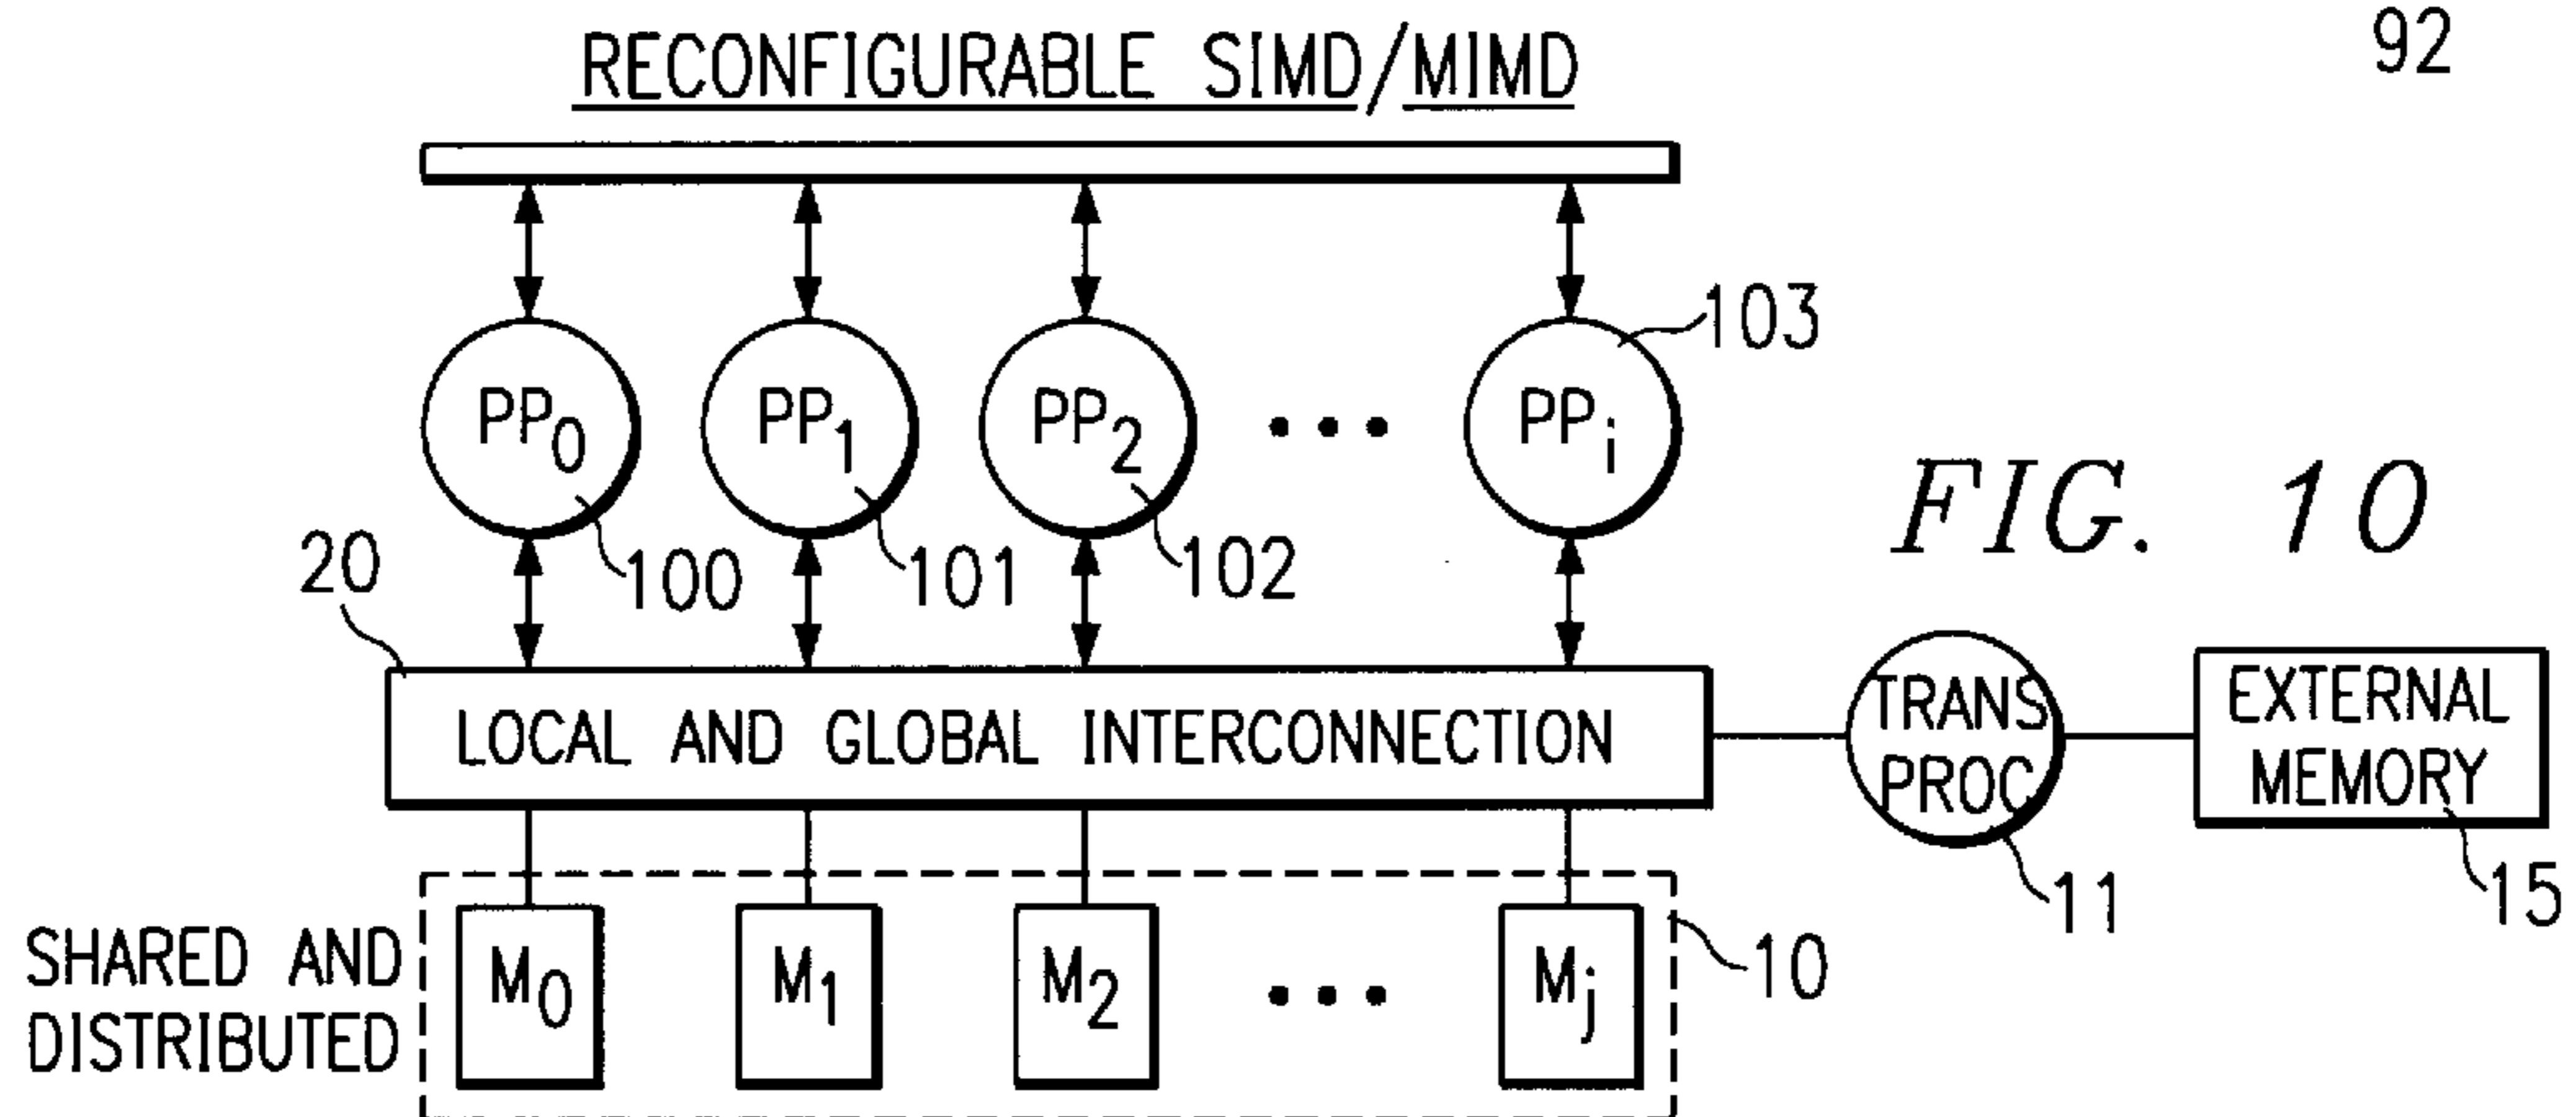 92
RECONFIGURABLE SIMD/MIMD
103
PP0 PP1 PP2 ... PPi
FIG. 10
20 100 101 102
LOCAL AND GLOBAL INTERCONNECTION
TRANS
PROC
EXTERNAL
MEMORY
11 15
SHARED AND
DISTRIBUTED
M0 M1 M2 ... Mj
10